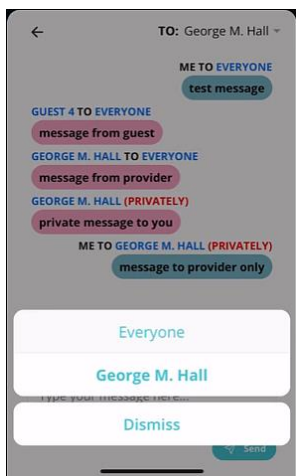 TO: George M. Hall
ME TO EVERYONE
test message
GUEST 4 TO EVERYONE
message from guest
GEORGE M. HALL TO EVERYONE
message from provider
GEORGE M. HALL (PRIVATELY)
private message to you
ME TO GEORGE M. HALL (PRIVATELY)
message to provider only
Everyone
George M. Hall
Type your message here...
Dismiss
Send